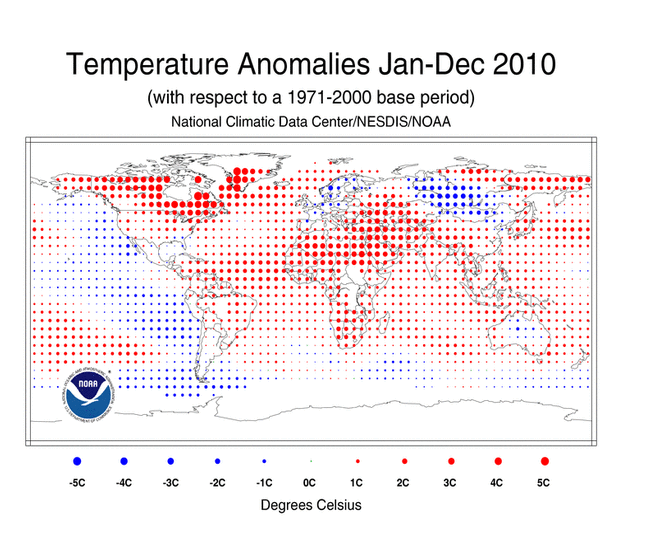 Temperature Anomalies Jan-Dec 2010
(with respect to a 1971-2000 base period)
National Climatic Data Center/NESDIS/NOAA
NOAA
-5C -4C -3C -2C -1C 0C 1C 2C 3C 4C 5C
Degrees Celsius